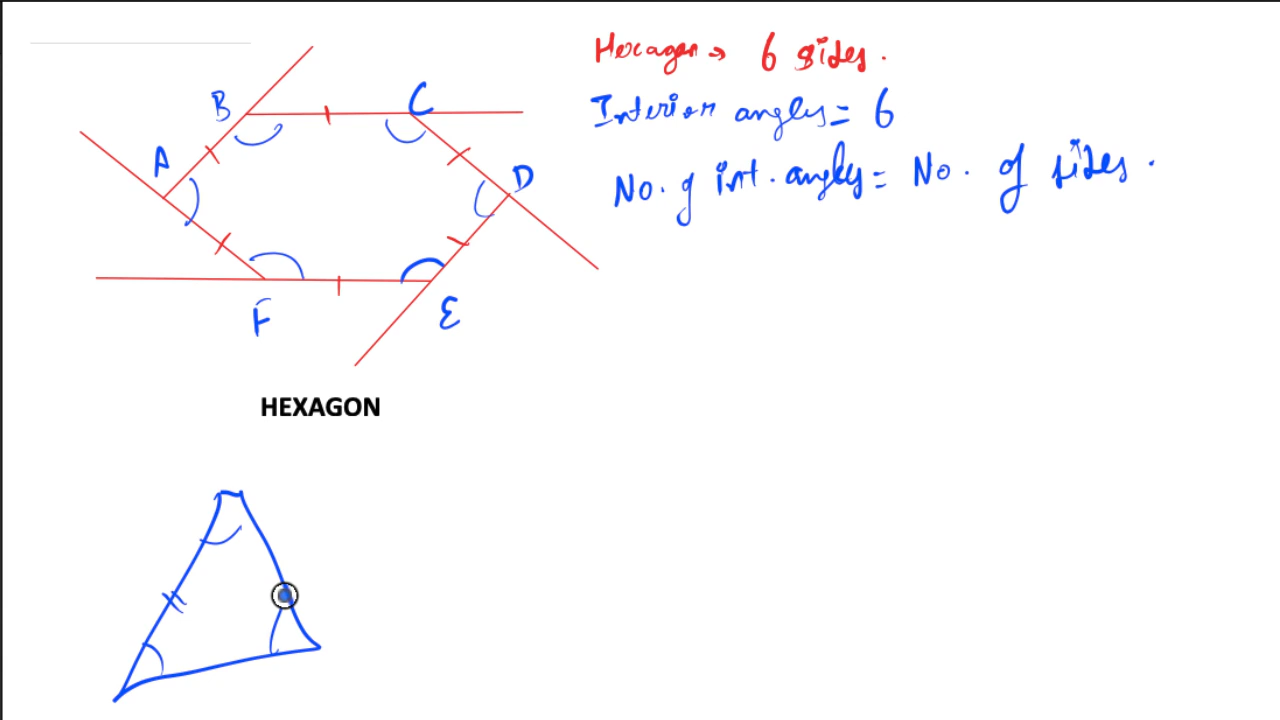 Hexagon → 6 sides.
Interior angles = 6
No. of int. angles = No. of sides.
B
C
A
D
F
E
HEXAGON